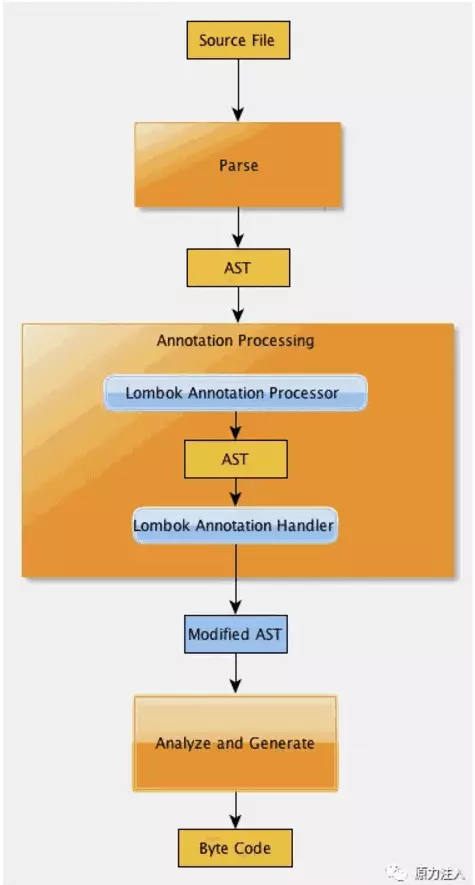 Source File
Parse
AST
Annotation Processing
Lombok Annotation Processor
AST
Lombok Annotation Handler
Modified AST
Analyze and Generate
Byte Code
原力注入